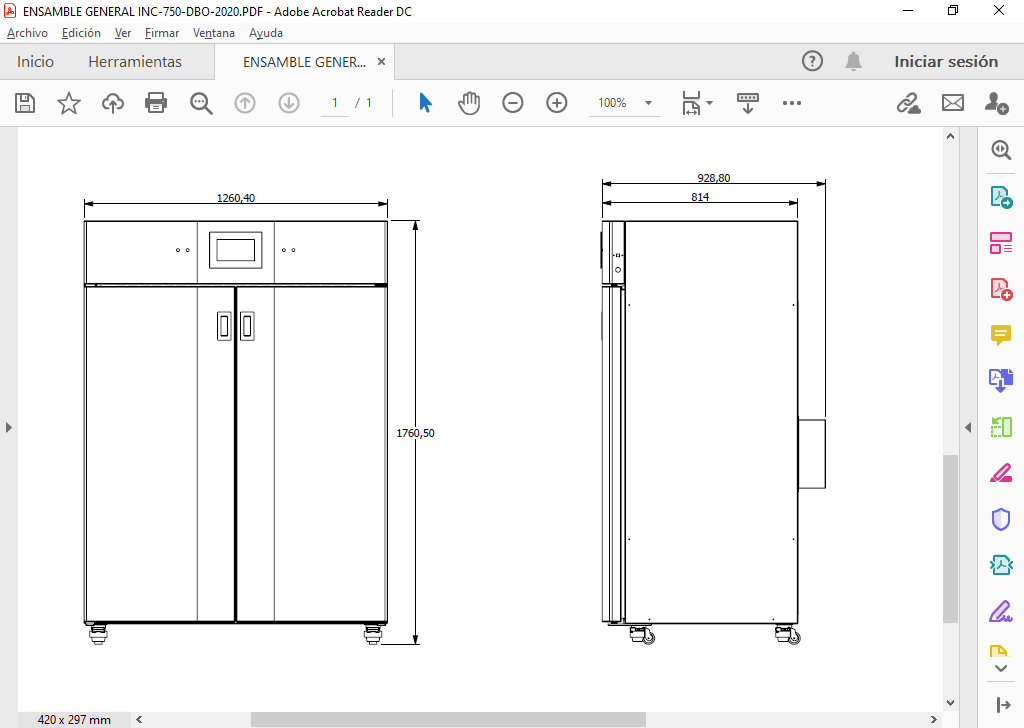 ENSAMBLE GENERAL INC-750-DBO-2020.PDF - Adobe Acrobat Reader DC
Archivo Edición Ver Firmar Ventana Ayuda
Inicio Herramientas ENSAMBLE GENER... × Iniciar sesión
1 / 1 100%
1260,40
928,80
814
1760,50
420 x 297 mm